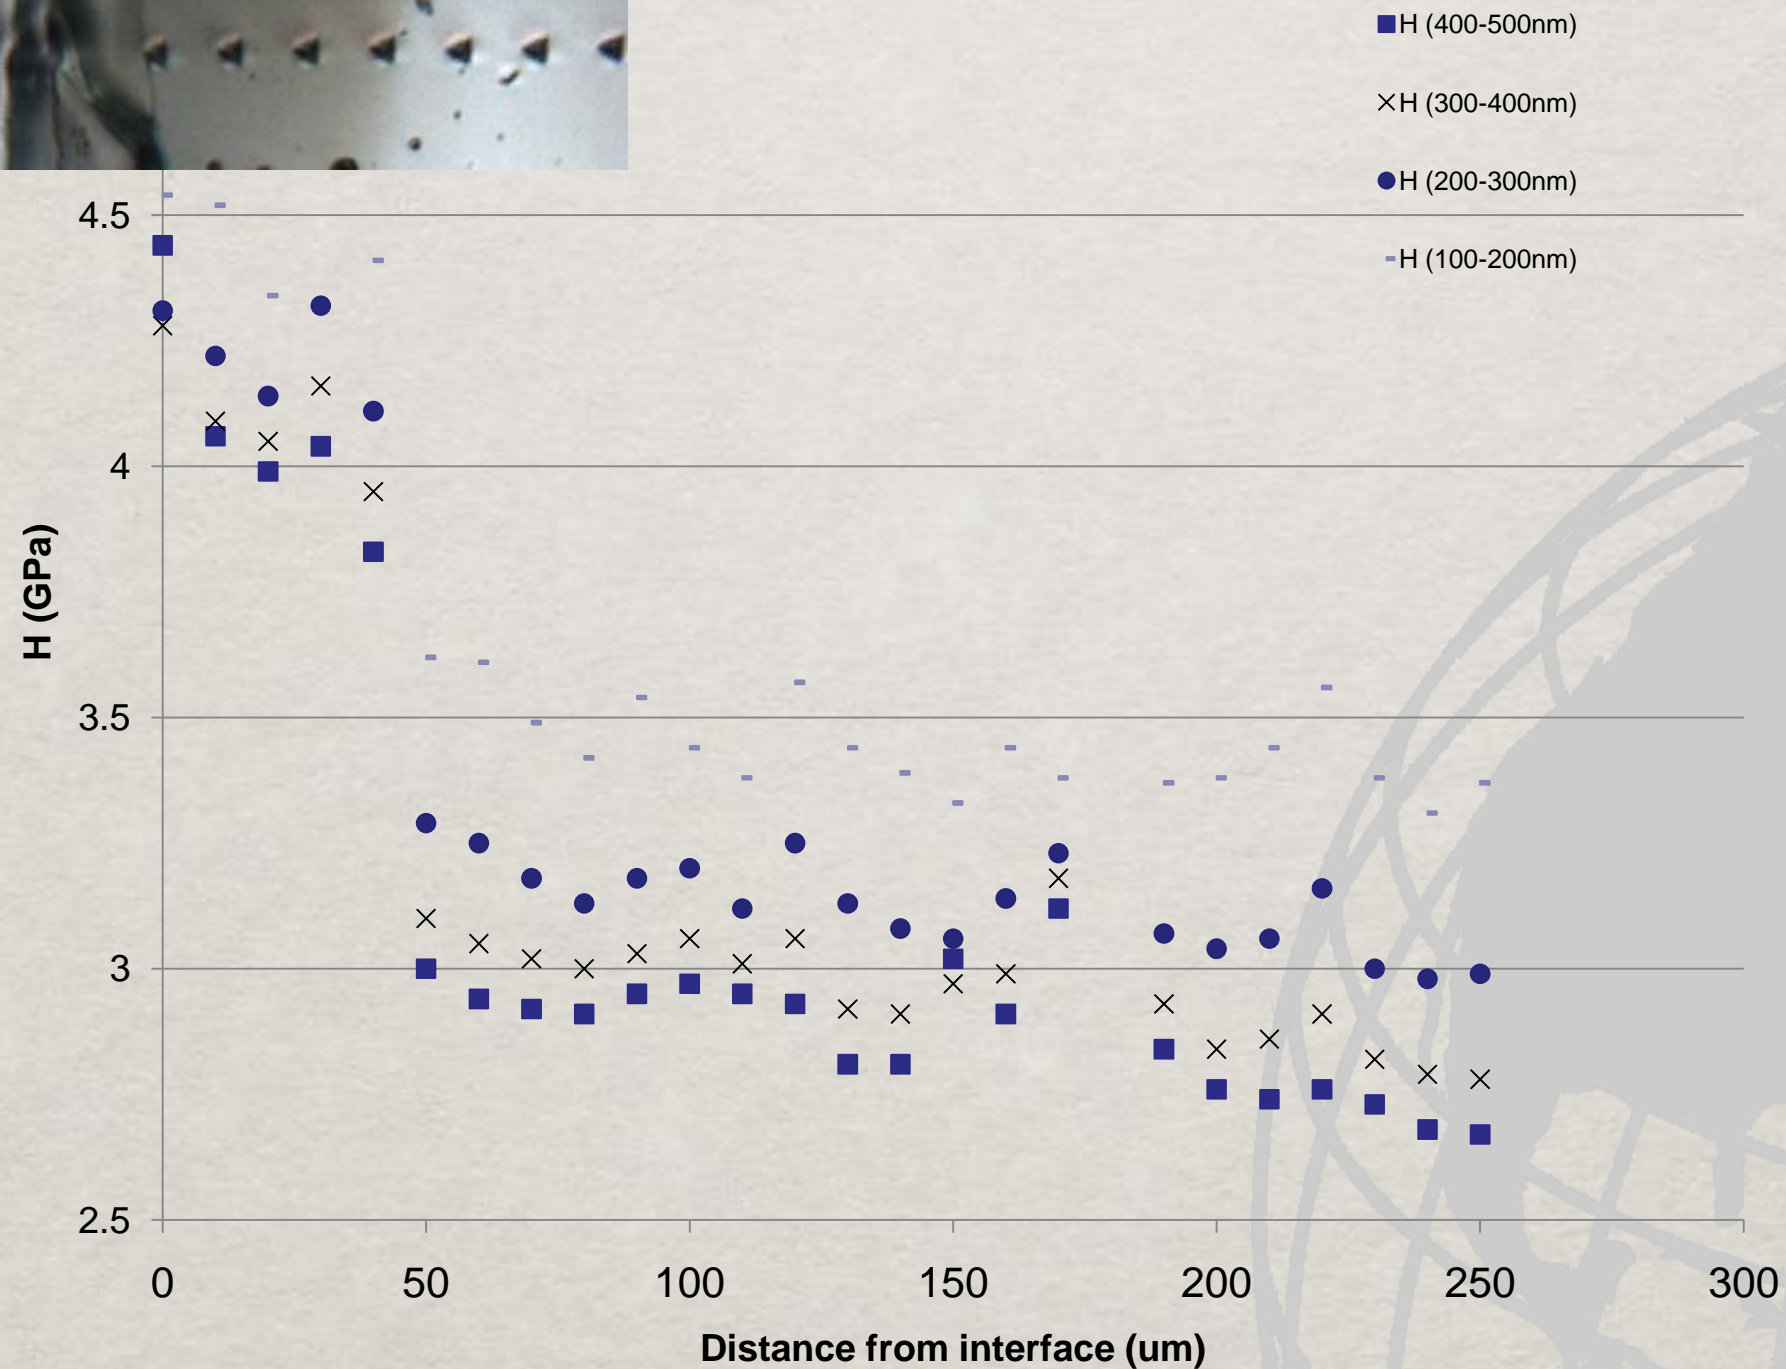 H (400-500nm)
H (300-400nm)
H (200-300nm)
H (100-200nm)
4.5
4
3.5
3
2.5
H (GPa)
0 50 100 150 200 250 300
Distance from interface (um)